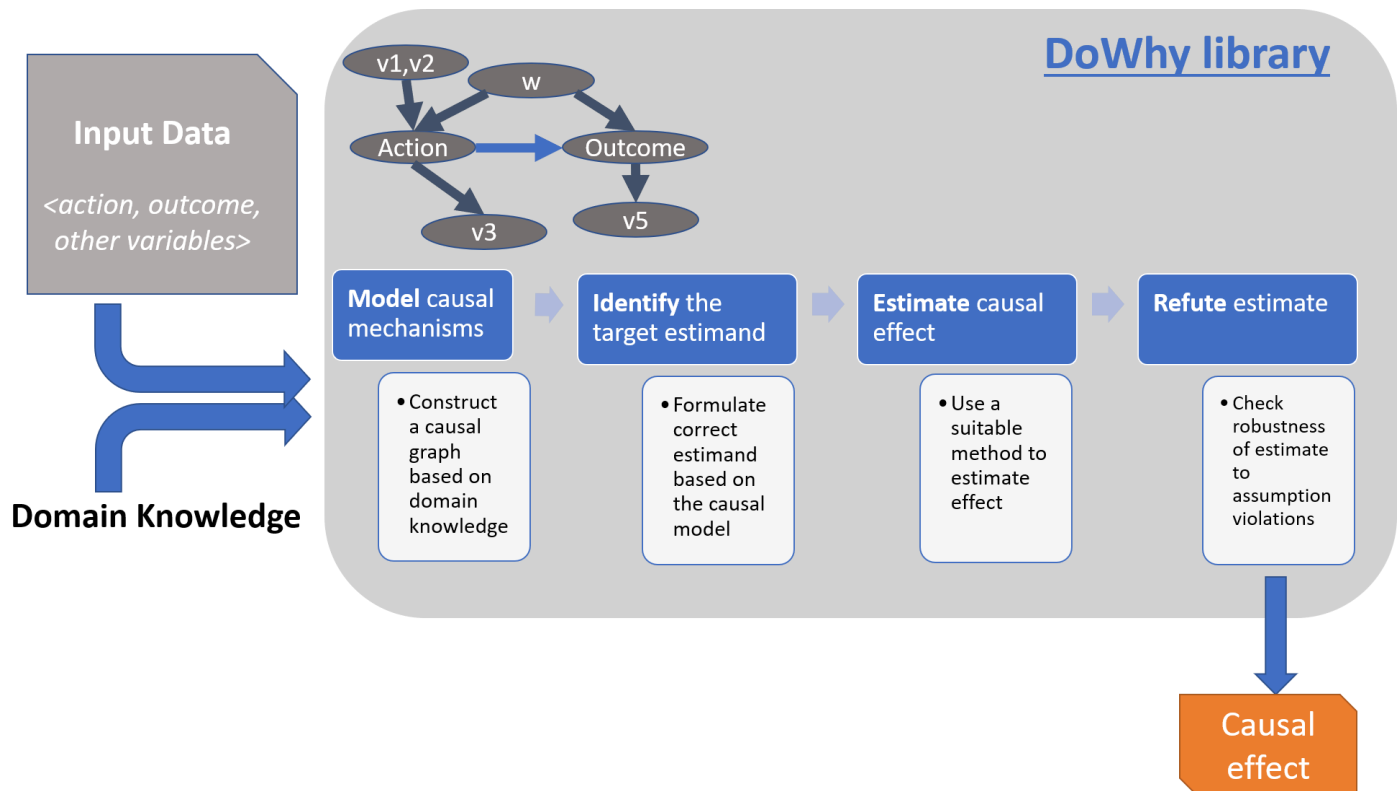 DoWhy library
Input Data
<action, outcome,
other variables>
Domain Knowledge
v1,v2
w
Action
Outcome
v3
v5
Model causal
mechanisms
• Construct
a causal
graph
based on
domain
knowledge
Identify the
target estimand
• Formulate
correct
estimand
based on
the causal
model
Estimate causal
effect
• Use a
suitable
method to
estimate
effect
Refute estimate
• Check
robustness
of estimate
to
assumption
violations
Causal
effect